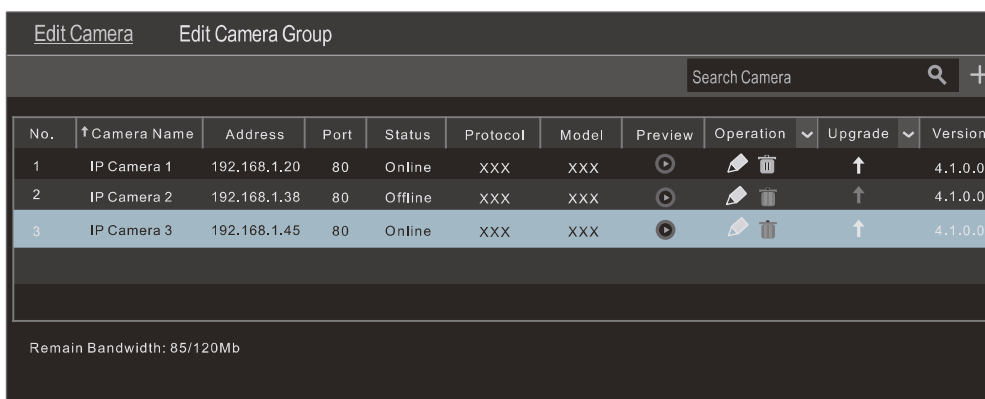 Edit Camera Edit Camera Group
Search Camera
No. Camera Name Address Port Status Protocol Model Preview Operation Upgrade Version
1 IP Camera 1 192.168.1.20 80 Online XXX XXX 4.1.0.0
2 IP Camera 2 192.168.1.38 80 Offline XXX XXX 4.1.0.0
3 IP Camera 3 192.168.1.45 80 Online XXX XXX 4.1.0.0
Remain Bandwidth: 85/120Mb